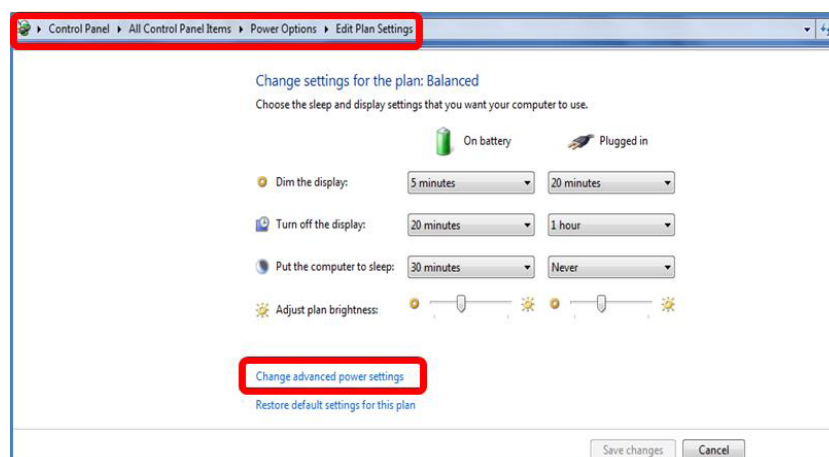 Control Panel ▸ All Control Panel Items ▸ Power Options ▸ Edit Plan Settings
Change settings for the plan: Balanced
Choose the sleep and display settings that you want your computer to use.
On battery Plugged in
Dim the display: 5 minutes 20 minutes
Turn off the display: 20 minutes 1 hour
Put the computer to sleep: 30 minutes Never
Adjust plan brightness:
Change advanced power settings
Restore default settings for this plan
Save changes Cancel